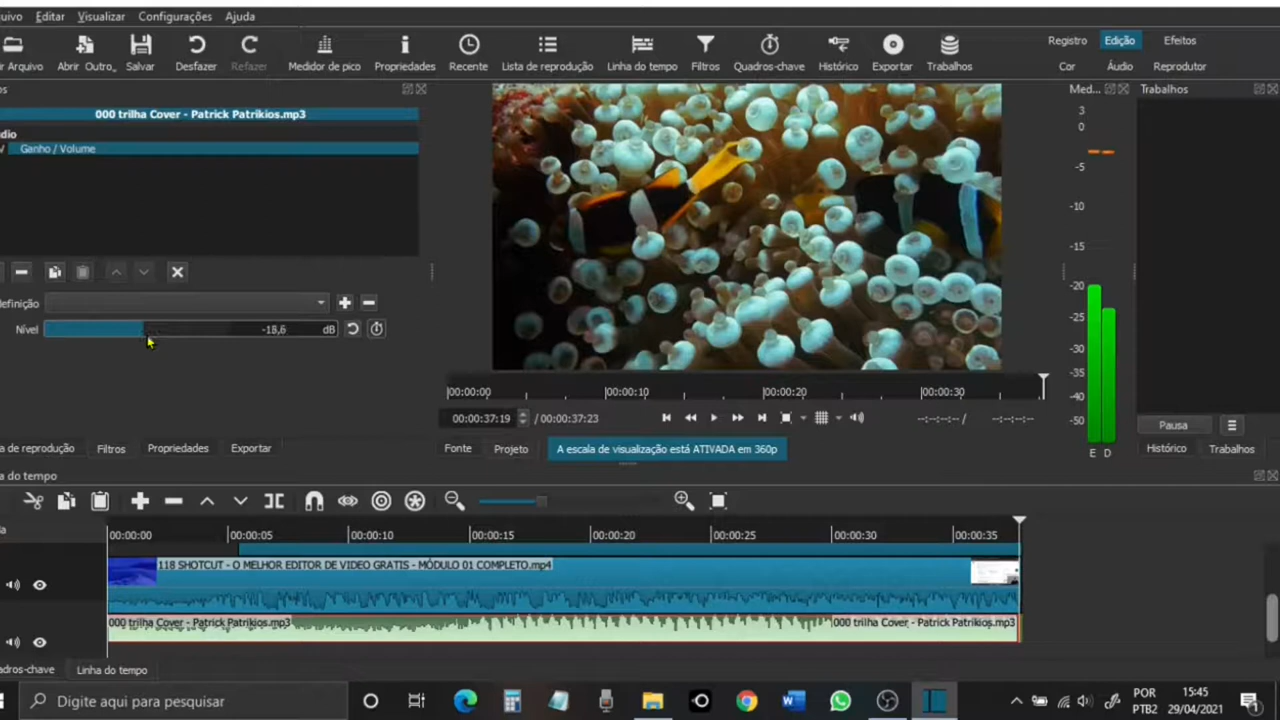 uivo Editar Visualizar Configurações Ajuda
ir Arquivo Abrir Outro... Salvar Desfazer Refazer Medidor de pico Propriedades Recente Lista de reprodução Linha do tempo Filtros Quadros-chave Histórico Exportar Trabalhos
Registro Edição Efeitos
Cor Áudio Reprodutor
os
Med... Trabalhos
000 trilha Cover - Patrick Patrikios.mp3
udio
Ganho / Volume
3
0
-5
-10
-15
-20
-25
-30
-35
-40
-50
E D
definição
Nível -18,6 dB
00:00:00 00:00:10 00:00:20 00:00:30
00:00:37:19 / 00:00:37:23 --:--:--:-- / --:--:--:--
Pausa
a de reprodução Filtros Propriedades Exportar
Fonte Projeto A escala de visualização está ATIVADA em 360p
Histórico Trabalhos
a do tempo
00:00:00 00:00:05 00:00:10 00:00:15 00:00:20 00:00:25 00:00:30 00:00:35
118 SHOTCUT - O MELHOR EDITOR DE VIDEO GRATIS - MÓDULO 01 COMPLETO.mp4
000 trilha Cover - Patrick Patrikios.mp3 000 trilha Cover - Patrick Patrikios.mp3
adros-chave Linha do tempo
Digite aqui para pesquisar
POR 15:45
PTB2 29/04/2021
1